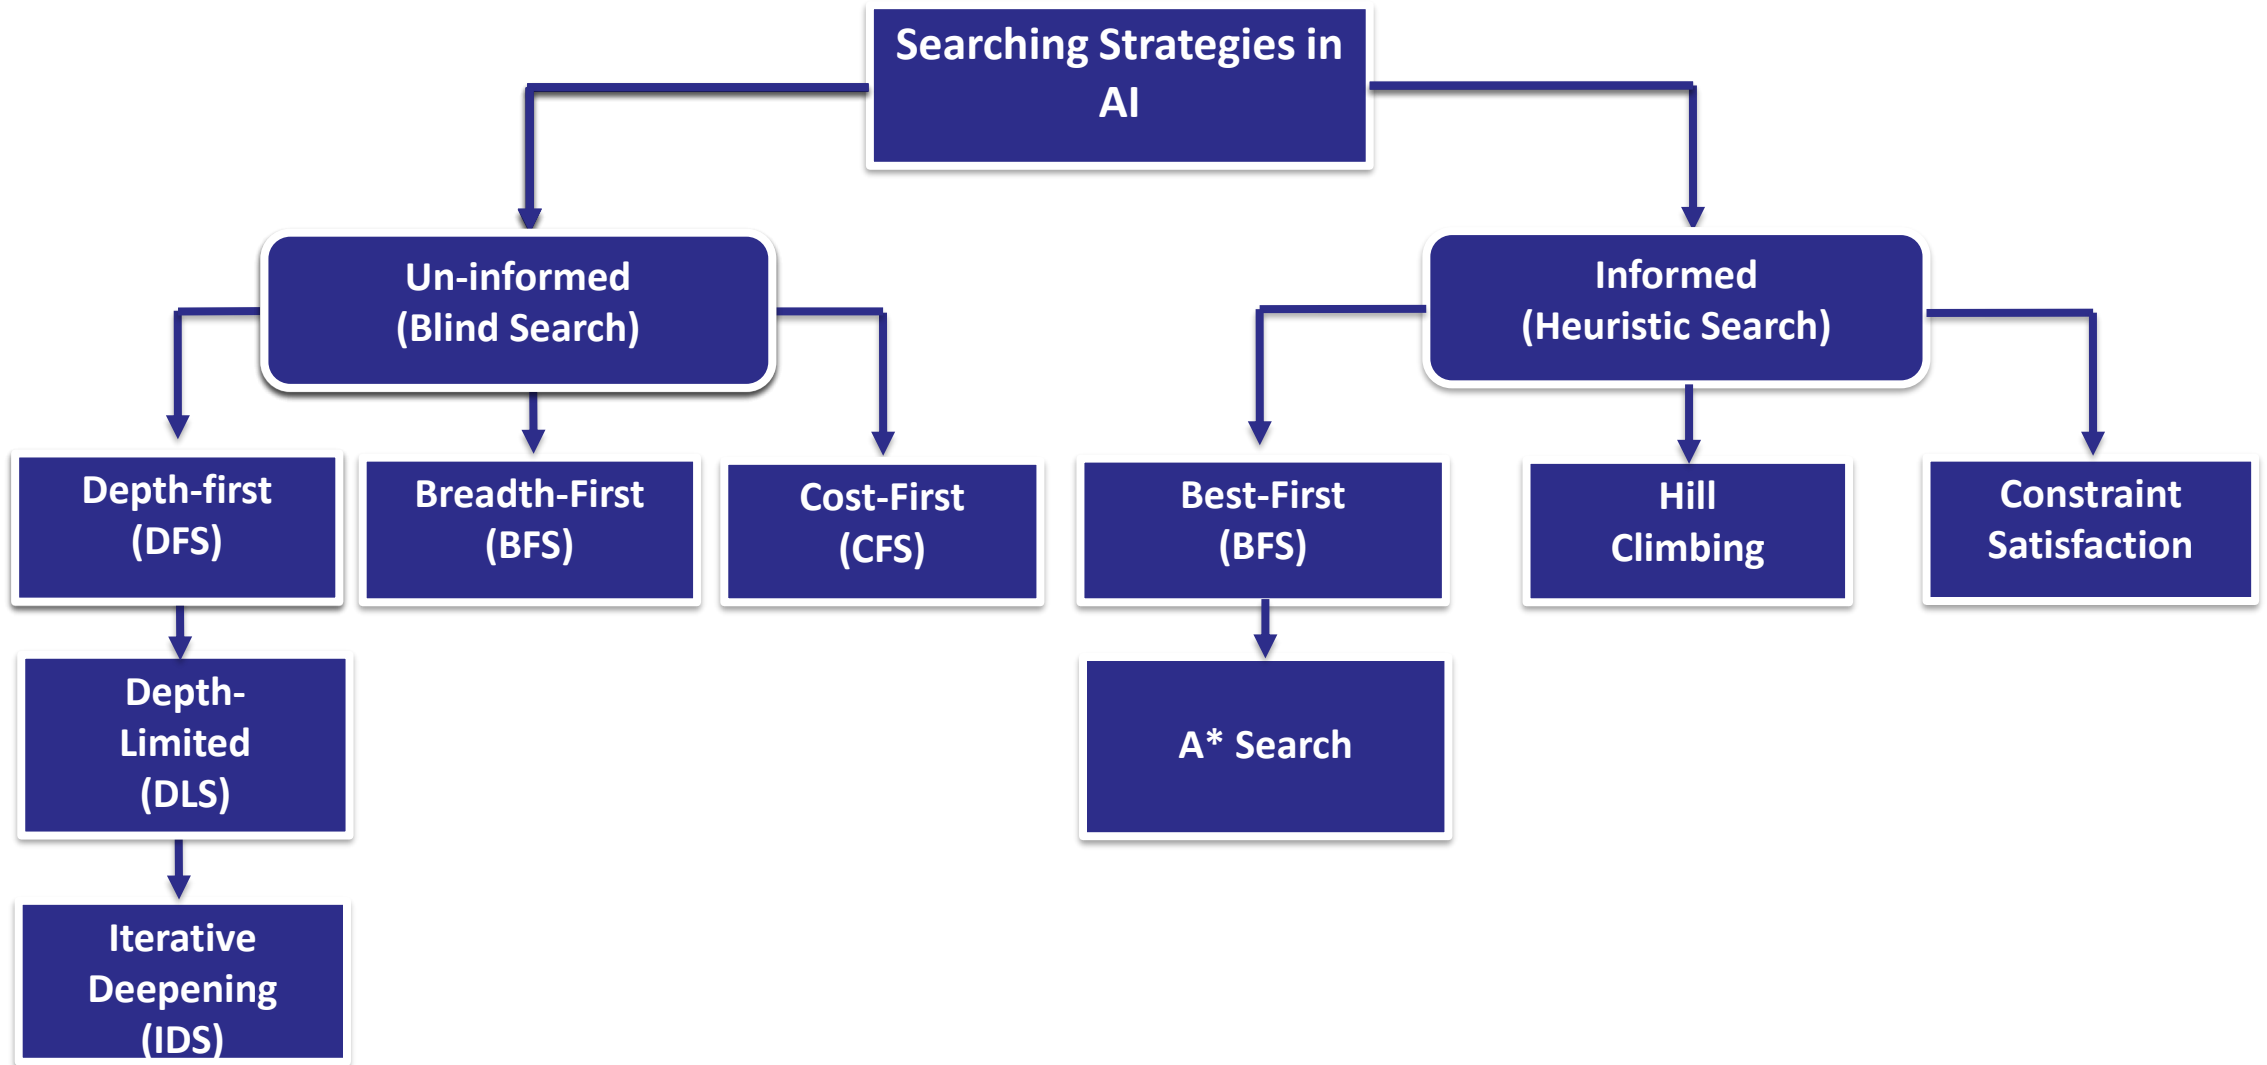 Searching Strategies in
AI
Un-informed
(Blind Search)
Informed
(Heuristic Search)
Depth-first
(DFS)
Breadth-First
(BFS)
Cost-First
(CFS)
Best-First
(BFS)
Hill
Climbing
Constraint
Satisfaction
Depth-
Limited
(DLS)
A* Search
Iterative
Deepening
(IDS)